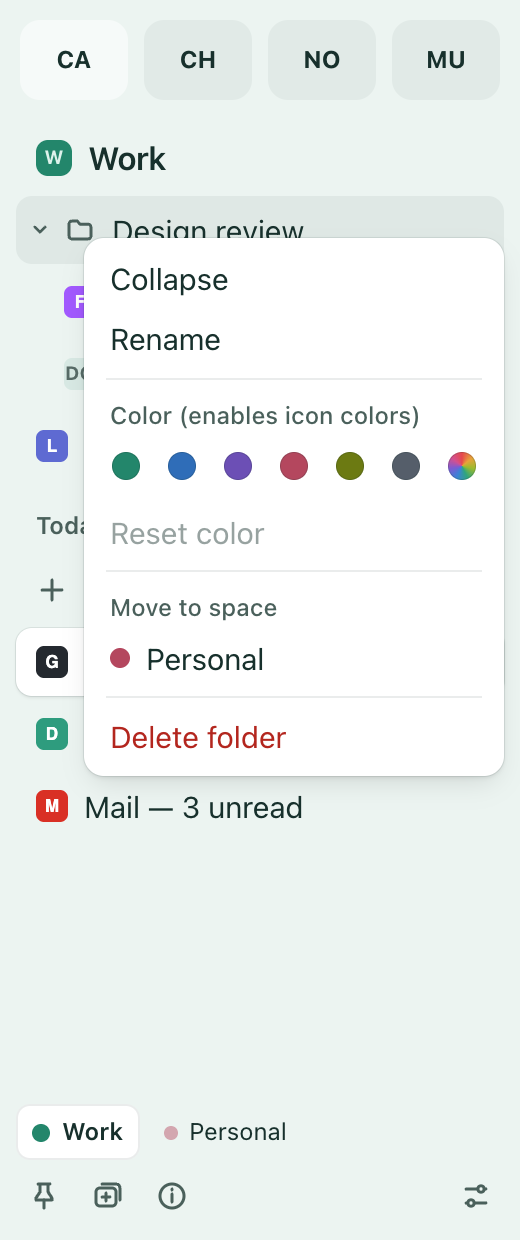 CA CH NO MU
W Work
Design review
Collapse
Rename
Color (enables icon colors)
L
Reset color
Move to space
G
Personal
D Delete folder
M Mail — 3 unread
Work Personal